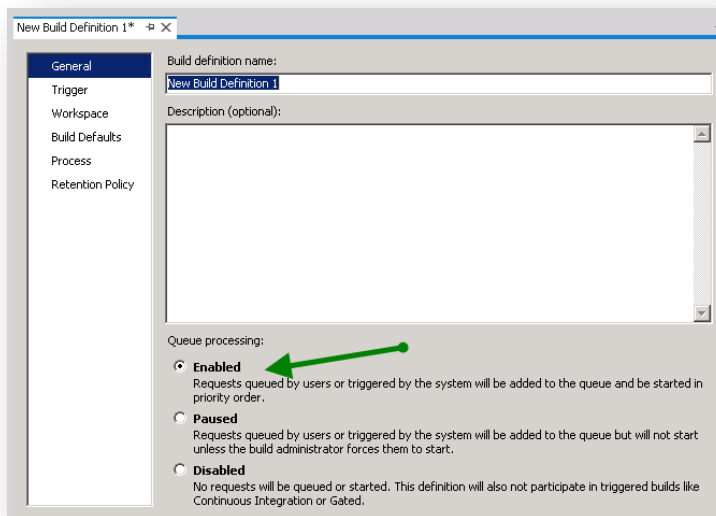 New Build Definition 1*
General
Trigger
Workspace
Build Defaults
Process
Retention Policy
Build definition name:
New Build Definition 1
Description (optional):
Queue processing:
Enabled
Requests queued by users or triggered by the system will be added to the queue and be started in
priority order.
Paused
Requests queued by users or triggered by the system will be added to the queue but will not start
unless the build administrator forces them to start.
Disabled
No requests will be queued or started. This definition will also not participate in triggered builds like
Continuous Integration or Gated.